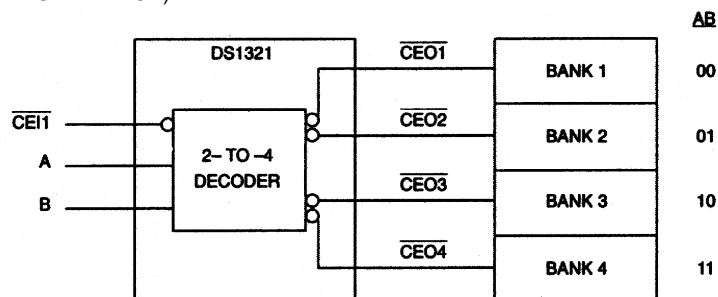 AB
DS1321
CEO1
BANK 1
00
CEI1
CEO2
BANK 2
01
A
2– TO –4
DECODER
CEO3
BANK 3
10
B
CEO4
BANK 4
11